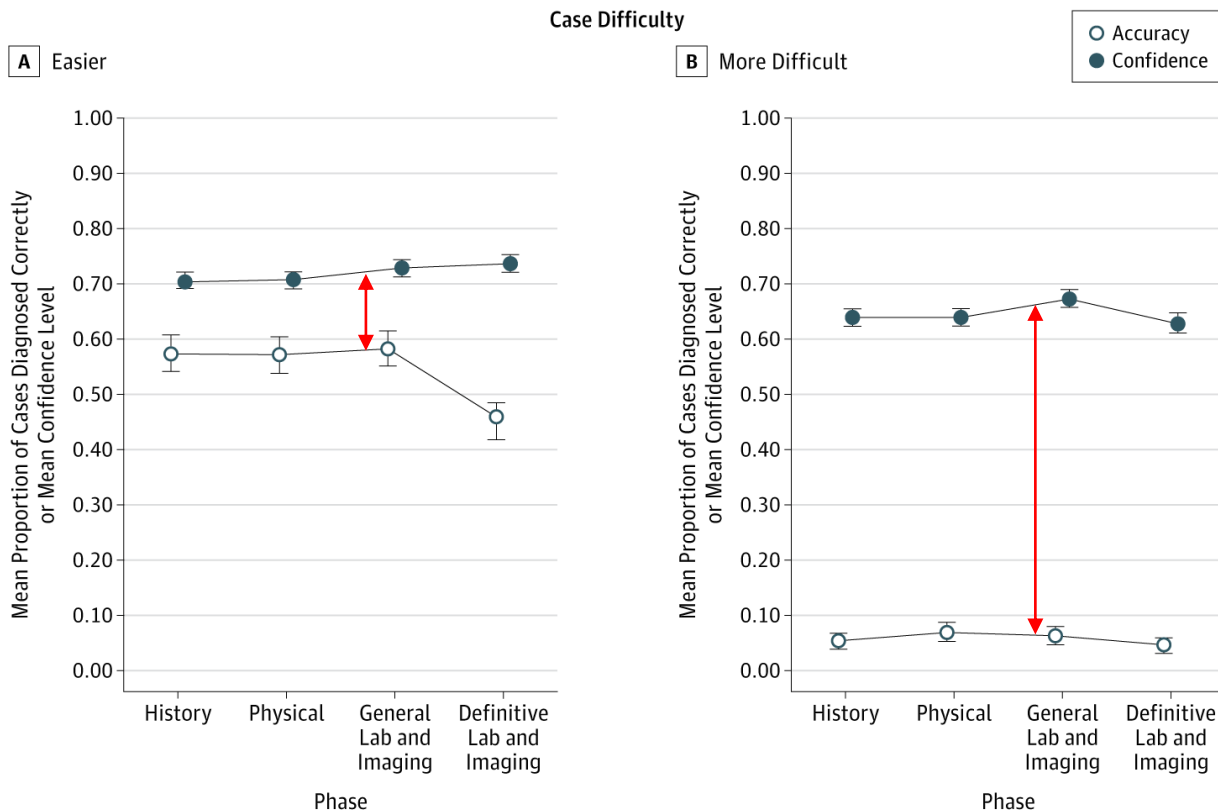 Case Difficulty
Accuracy
Confidence
A Easier
Mean Proportion of Cases Diagnosed Correctly
or Mean Confidence Level
1.00
0.90
0.80
0.70
0.60
0.50
0.40
0.30
0.20
0.10
0.00
History Physical General Definitive
Lab and Lab and
Imaging Imaging
Phase
B More Difficult
Mean Proportion of Cases Diagnosed Correctly
or Mean Confidence Level
1.00
0.90
0.80
0.70
0.60
0.50
0.40
0.30
0.20
0.10
0.00
History Physical General Definitive
Lab and Lab and
Imaging Imaging
Phase